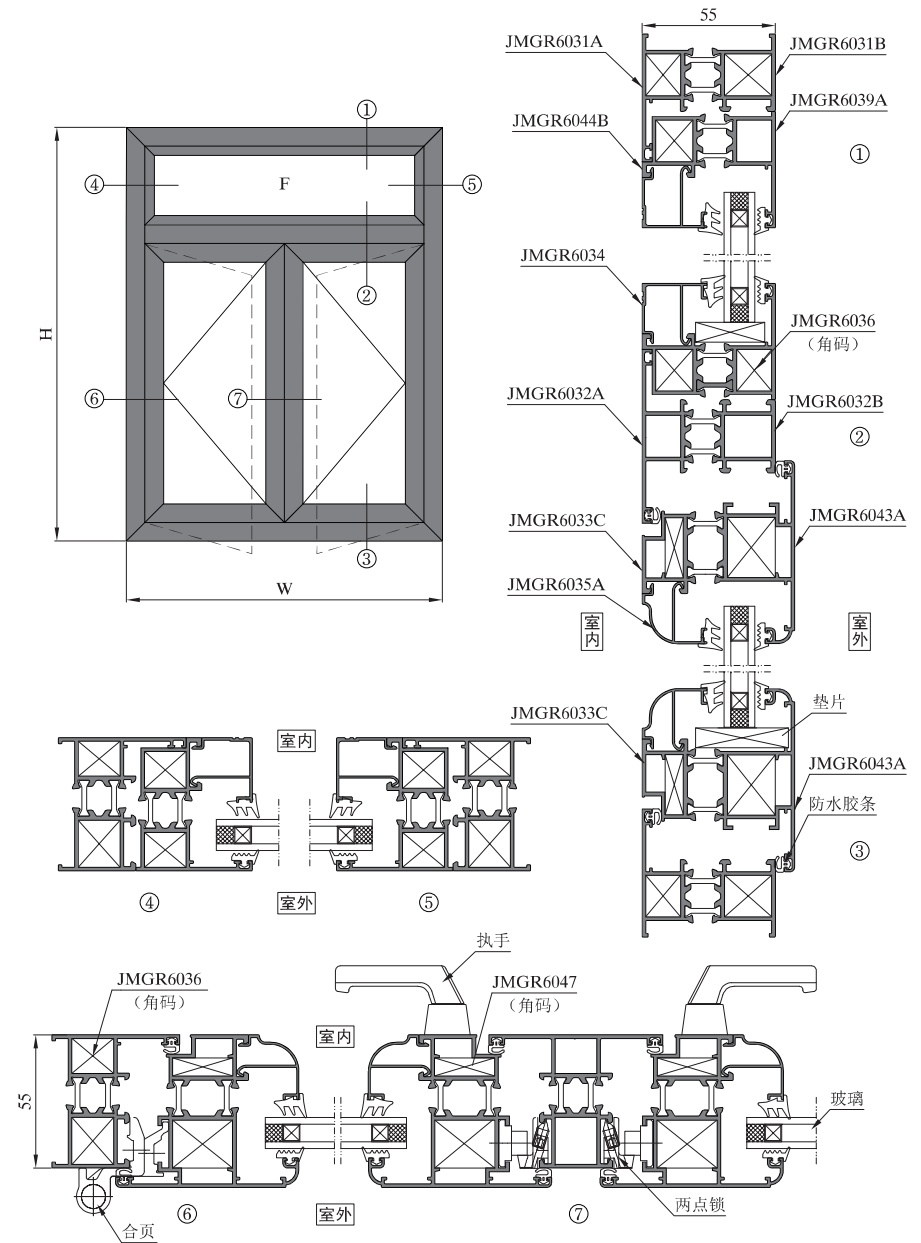 ①
④
F
⑤
②
H
⑥
⑦
③
W
55
JMGR6031A
JMGR6031B
JMGR6039A
JMGR6044B
①
JMGR6034
JMGR6036
（角码）
JMGR6032A
JMGR6032B
②
JMGR6033C
JMGR6043A
JMGR6035A
室内
室外
JMGR6033C
垫片
JMGR6043A
防水胶条
③
室内
④
室外
⑤
执手
JMGR6036
（角码）
JMGR6047
（角码）
室内
55
玻璃
⑥
室外
⑦
两点锁
合页